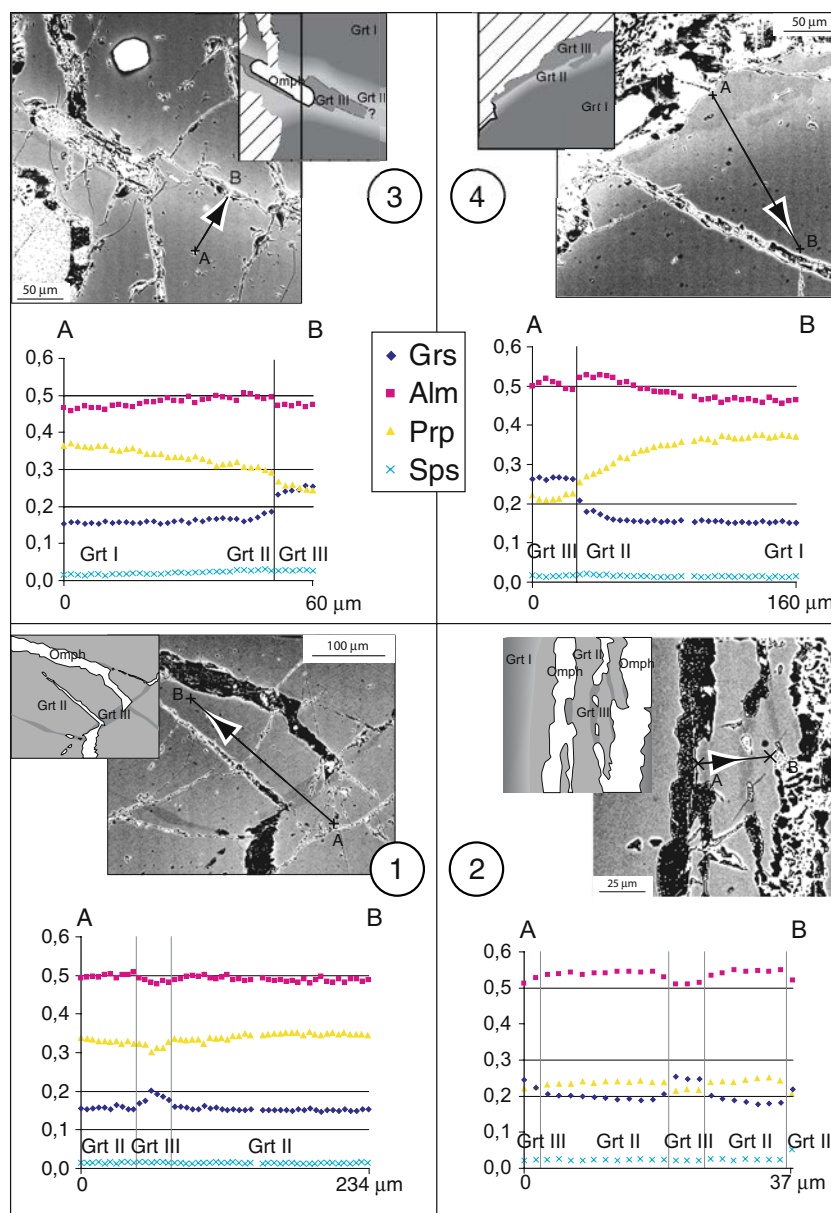 Grt I
Omph
Grt III
Grt II
?
B
A
50 µm
3
A B
0,6
0,5
0,4
0,3
0,2
0,1
0,0
Grt I Grt II Grt III
0 60 µm
50 µm
Grt III
Grt II
Grt I
A
B
4
A B
0,6
0,5
0,4
0,3
0,2
0,1
0,0
Grt III Grt II Grt I
0 160 µm
Grs
Alm
Prp
Sps
Omph
Grt II
Grt III
100 µm
B
A
1
A B
0,6
0,5
0,4
0,3
0,2
0,1
0,0
Grt II Grt III Grt II
0 234 µm
Grt I
Grt II
Omph Omph
Grt III
A B
25 µm
2
A B
0,6
0,5
0,4
0,3
0,2
0,1
0,0
Grt III Grt II Grt III Grt II Grt II
0 37 µm